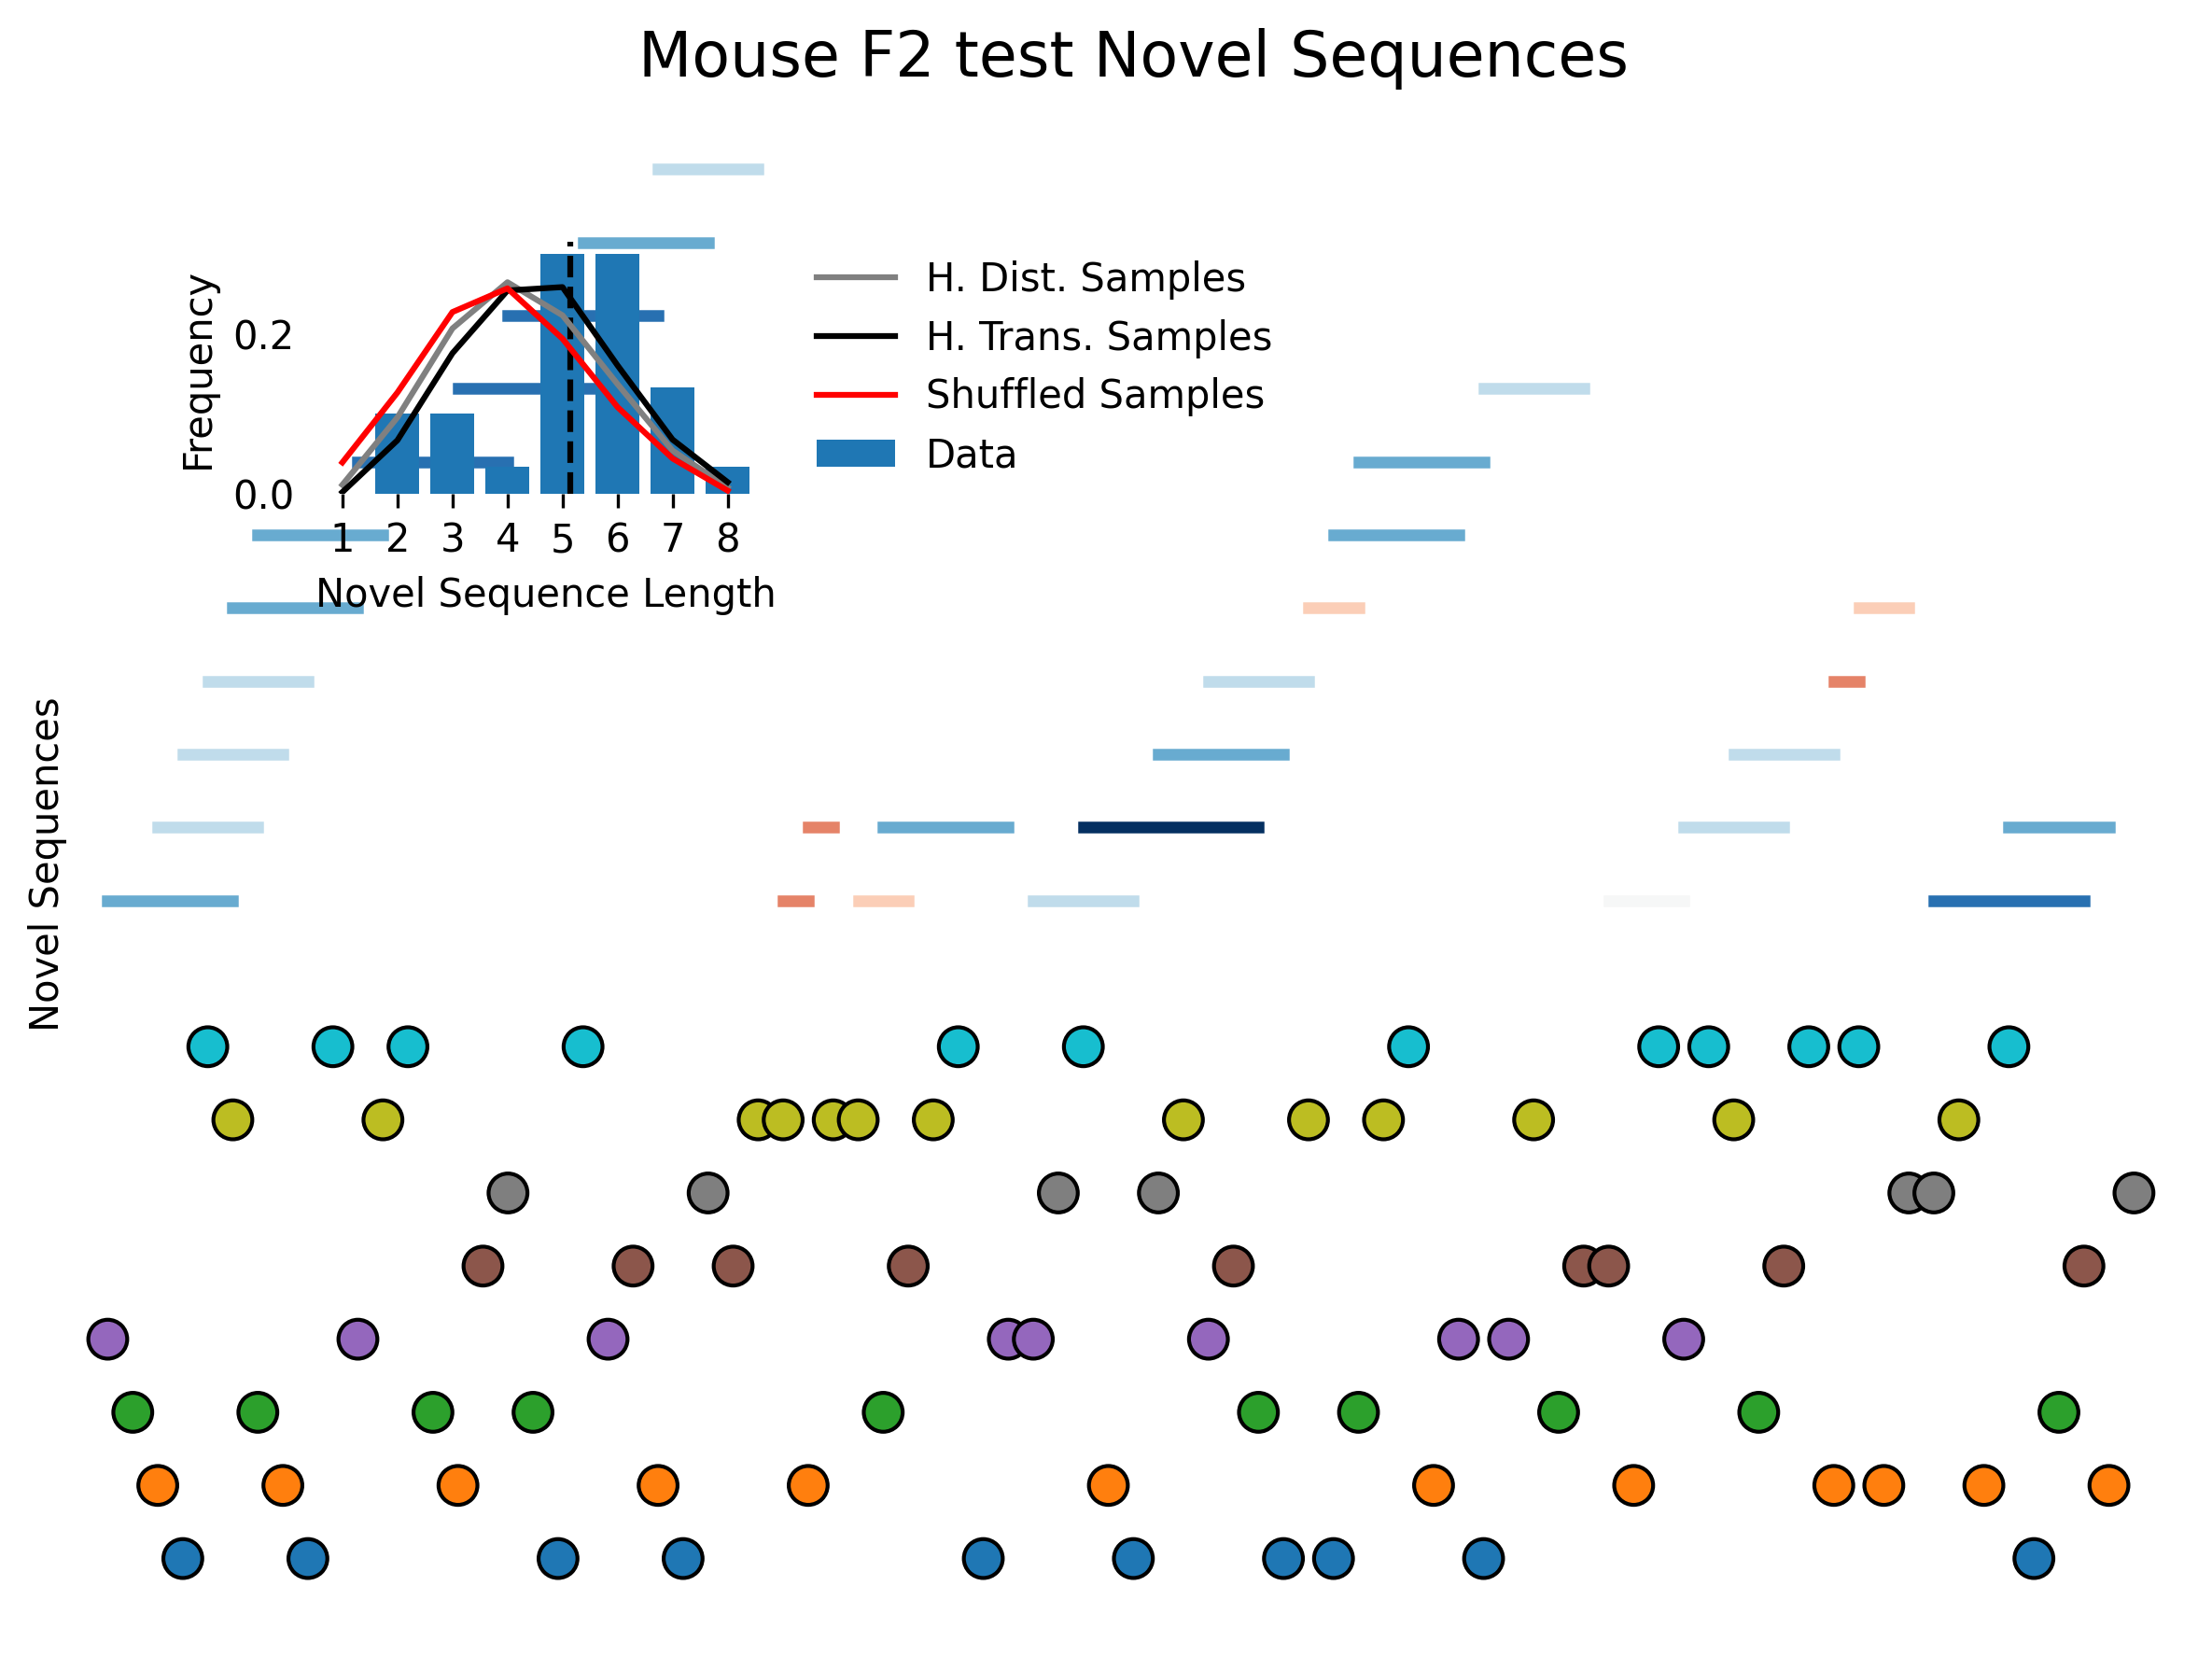 Mouse F2 test Novel Sequences
Frequency
0.2
0.0
1 2 3 4 5 6 7 8
Novel Sequence Length
H. Dist. Samples
H. Trans. Samples
Shuffled Samples
Data
Novel Sequences